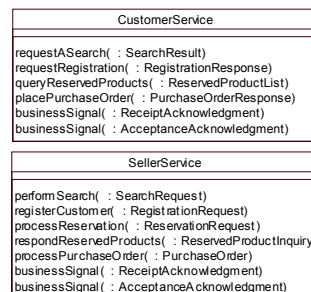 CustomerService
requestASearch( : SearchResult)
requestRegistration( : RegistrationResponse)
queryReservedProducts( : ReservedProductList)
placePurchaseOrder( : PurchaseOrderResponse)
businessSignal( : ReceiptAcknowledgment)
businessSignal( : AcceptanceAcknowledgment)
SellerService
performSearch( : SearchRequest)
registerCustomer( : RegistrationRequest)
processReservation( : ReservationRequest)
respondReservedProducts( : ReservedProductInquiry
processPurchaseOrder( : PurchaseOrder)
businessSignal( : ReceiptAcknowledgment)
businessSignal( : AcceptanceAcknowledgment)